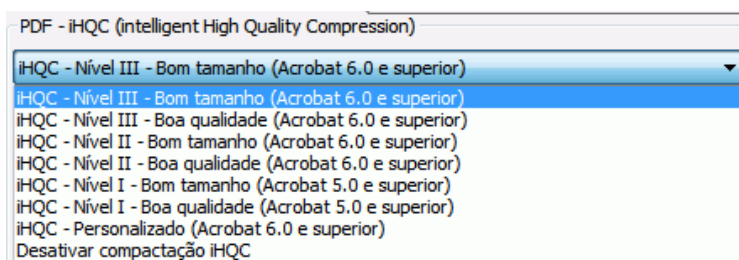 PDF - iHQC (intelligent High Quality Compression)
iHQC - Nível III - Bom tamanho (Acrobat 6.0 e superior)
iHQC - Nível III - Bom tamanho (Acrobat 6.0 e superior)
iHQC - Nível III - Boa qualidade (Acrobat 6.0 e superior)
iHQC - Nível II - Bom tamanho (Acrobat 6.0 e superior)
iHQC - Nível II - Boa qualidade (Acrobat 6.0 e superior)
iHQC - Nível I - Bom tamanho (Acrobat 5.0 e superior)
iHQC - Nível I - Boa qualidade (Acrobat 5.0 e superior)
iHQC - Personalizado (Acrobat 6.0 e superior)
Desativar compactação iHQC